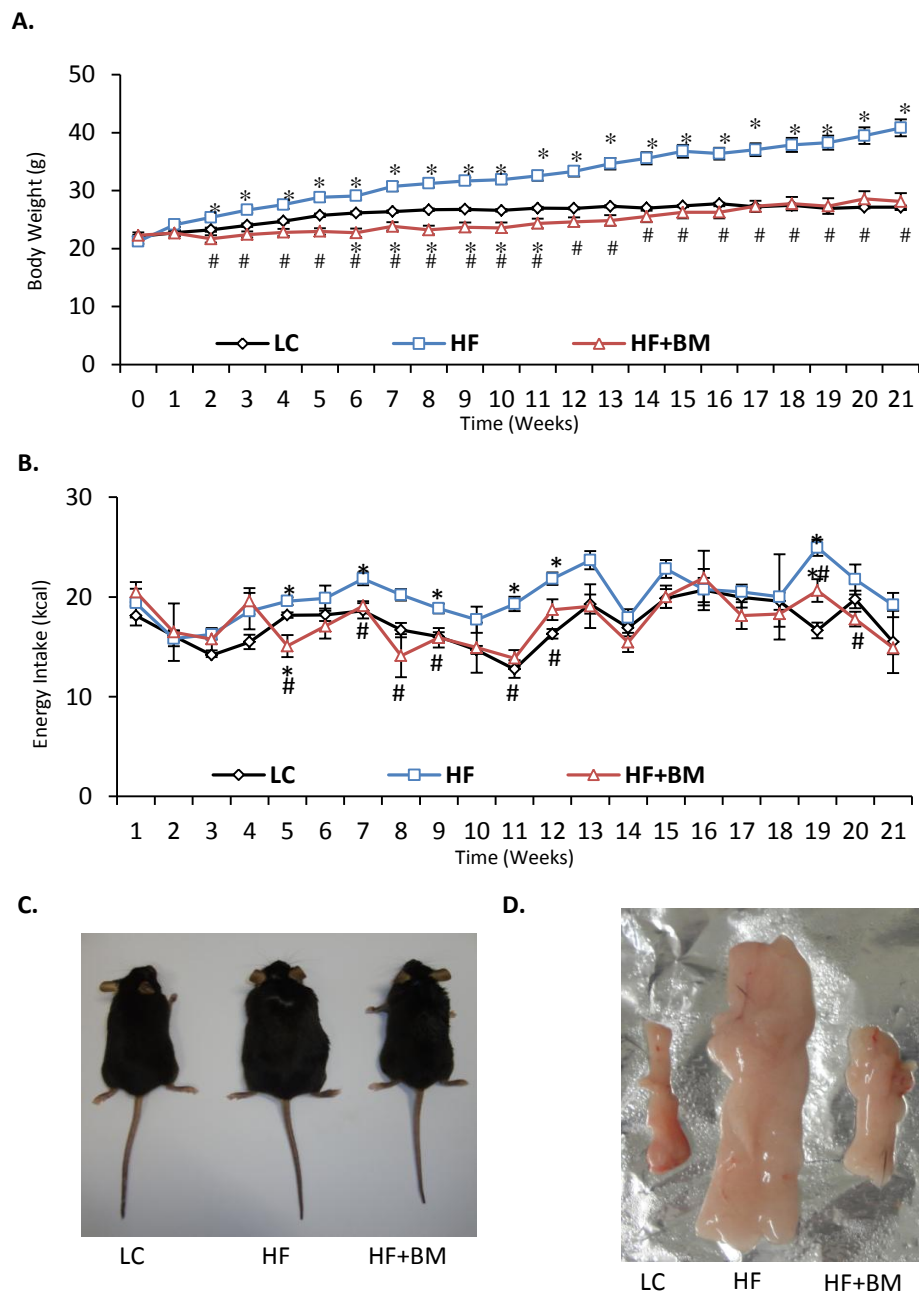 A.
50
40
30
20
10
0
Body Weight (g)
* * * * * * * * * * * * * * * * * * * *
* * * * * *
# # # # # # # # # # # # # # # # # # # #
LC HF HF+BM
0 1 2 3 4 5 6 7 8 9 10 11 12 13 14 15 16 17 18 19 20 21
Time (Weeks)
B.
30
20
10
0
Energy Intake (kcal)
* * * * * *
*#
* # # # # # #
#
LC HF HF+BM
1 2 3 4 5 6 7 8 9 10 11 12 13 14 15 16 17 18 19 20 21
Time (Weeks)
C.
LC HF HF+BM
D.
LC HF HF+BM